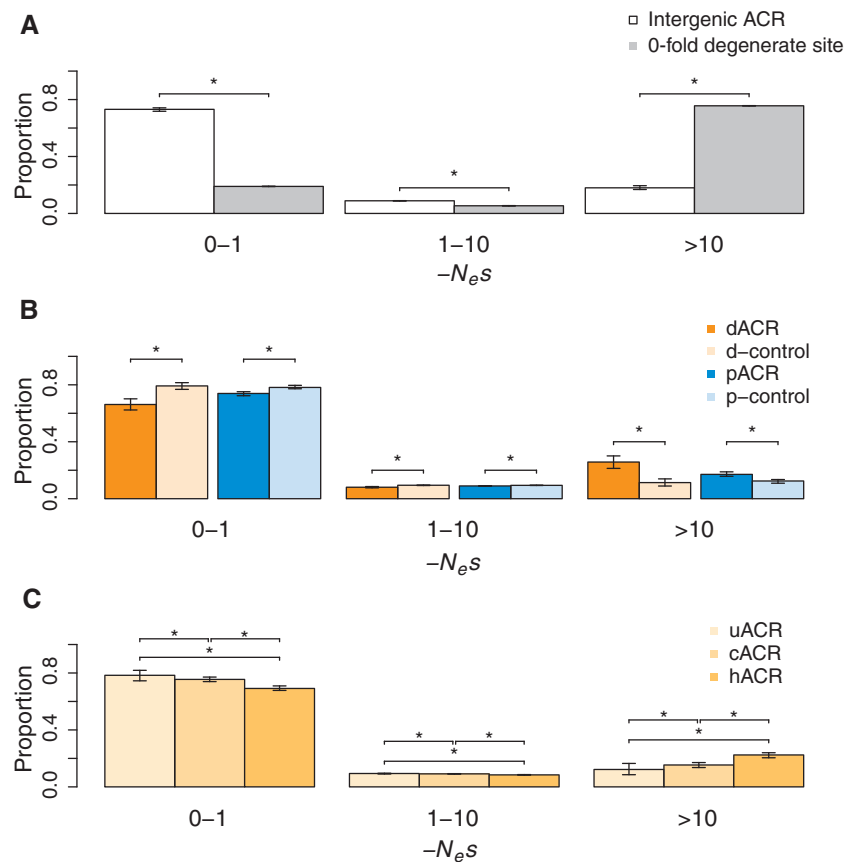 A
Intergenic ACR
0-fold degenerate site
Proportion
0.8
0.4
0.0
*
*
*
0–1
1–10
>10
–Nes
B
dACR
d–control
pACR
p–control
Proportion
0.8
0.4
0.0
* * * * * *
0–1
1–10
>10
–Nes
C
uACR
cACR
hACR
Proportion
0.8
0.4
0.0
* * * * * *
* * *
0–1
1–10
>10
–Nes